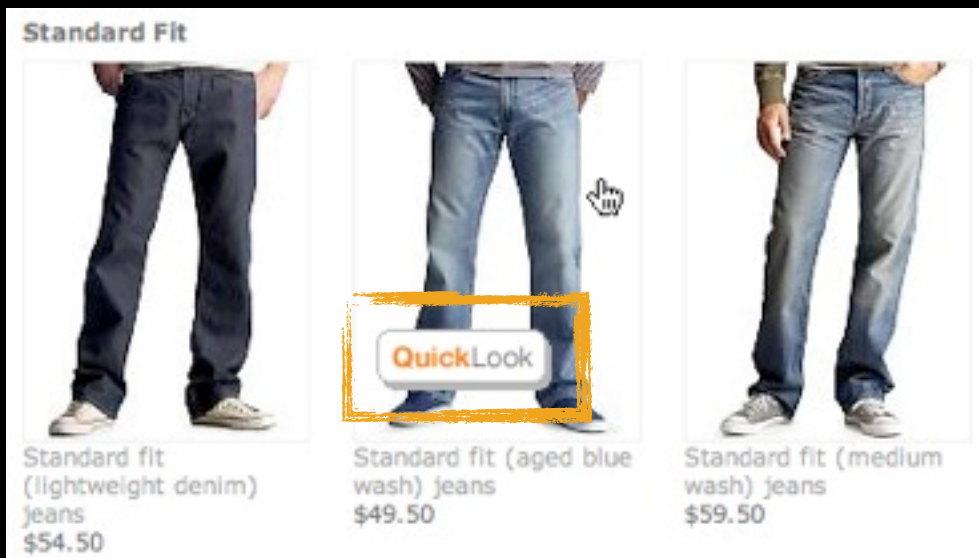 Standard Fit
QuickLook
Standard fit
(lightweight denim)
jeans
$54.50
Standard fit (aged blue
wash) jeans
$49.50
Standard fit (medium
wash) jeans
$59.50